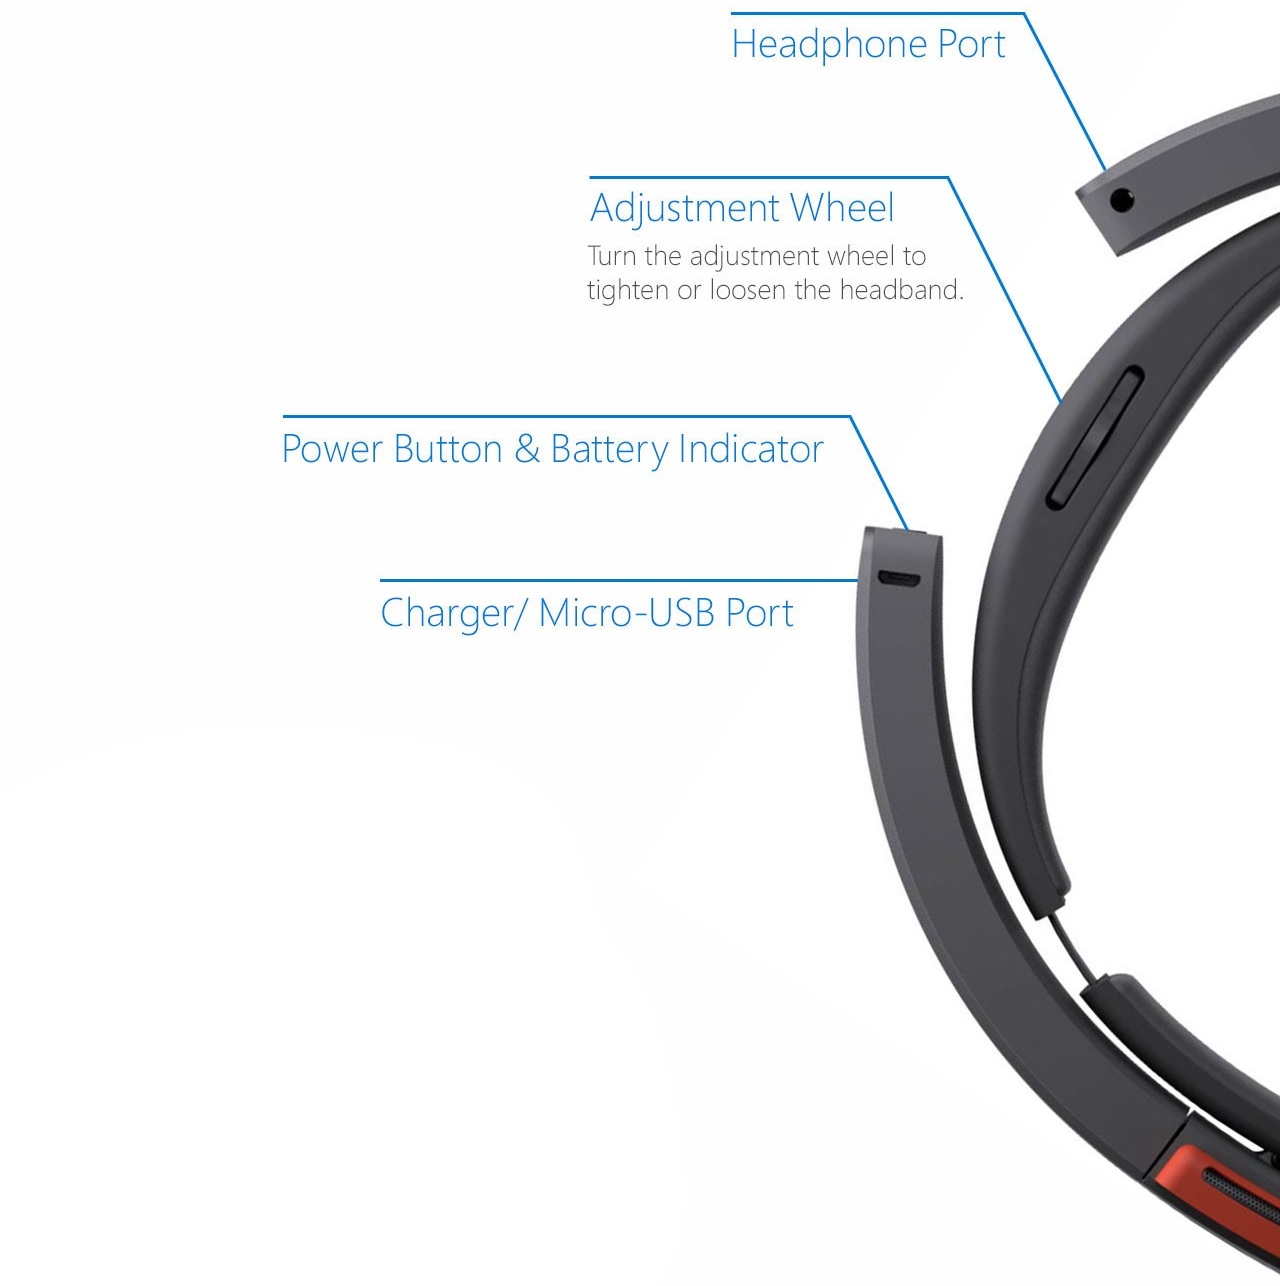 Headphone Port
Adjustment Wheel
Turn the adjustment wheel to
tighten or loosen the headband.
Power Button & Battery Indicator
Charger/ Micro-USB Port